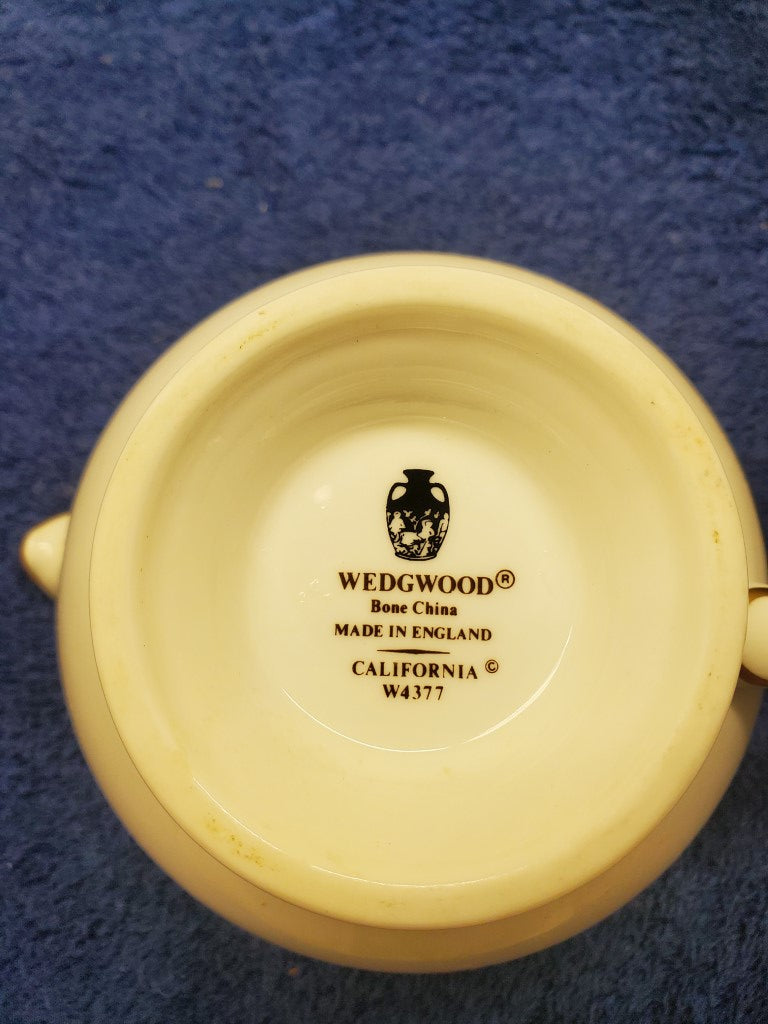 WEDGWOOD®
Bone China
MADE IN ENGLAND
CALIFORNIA ©
W4377